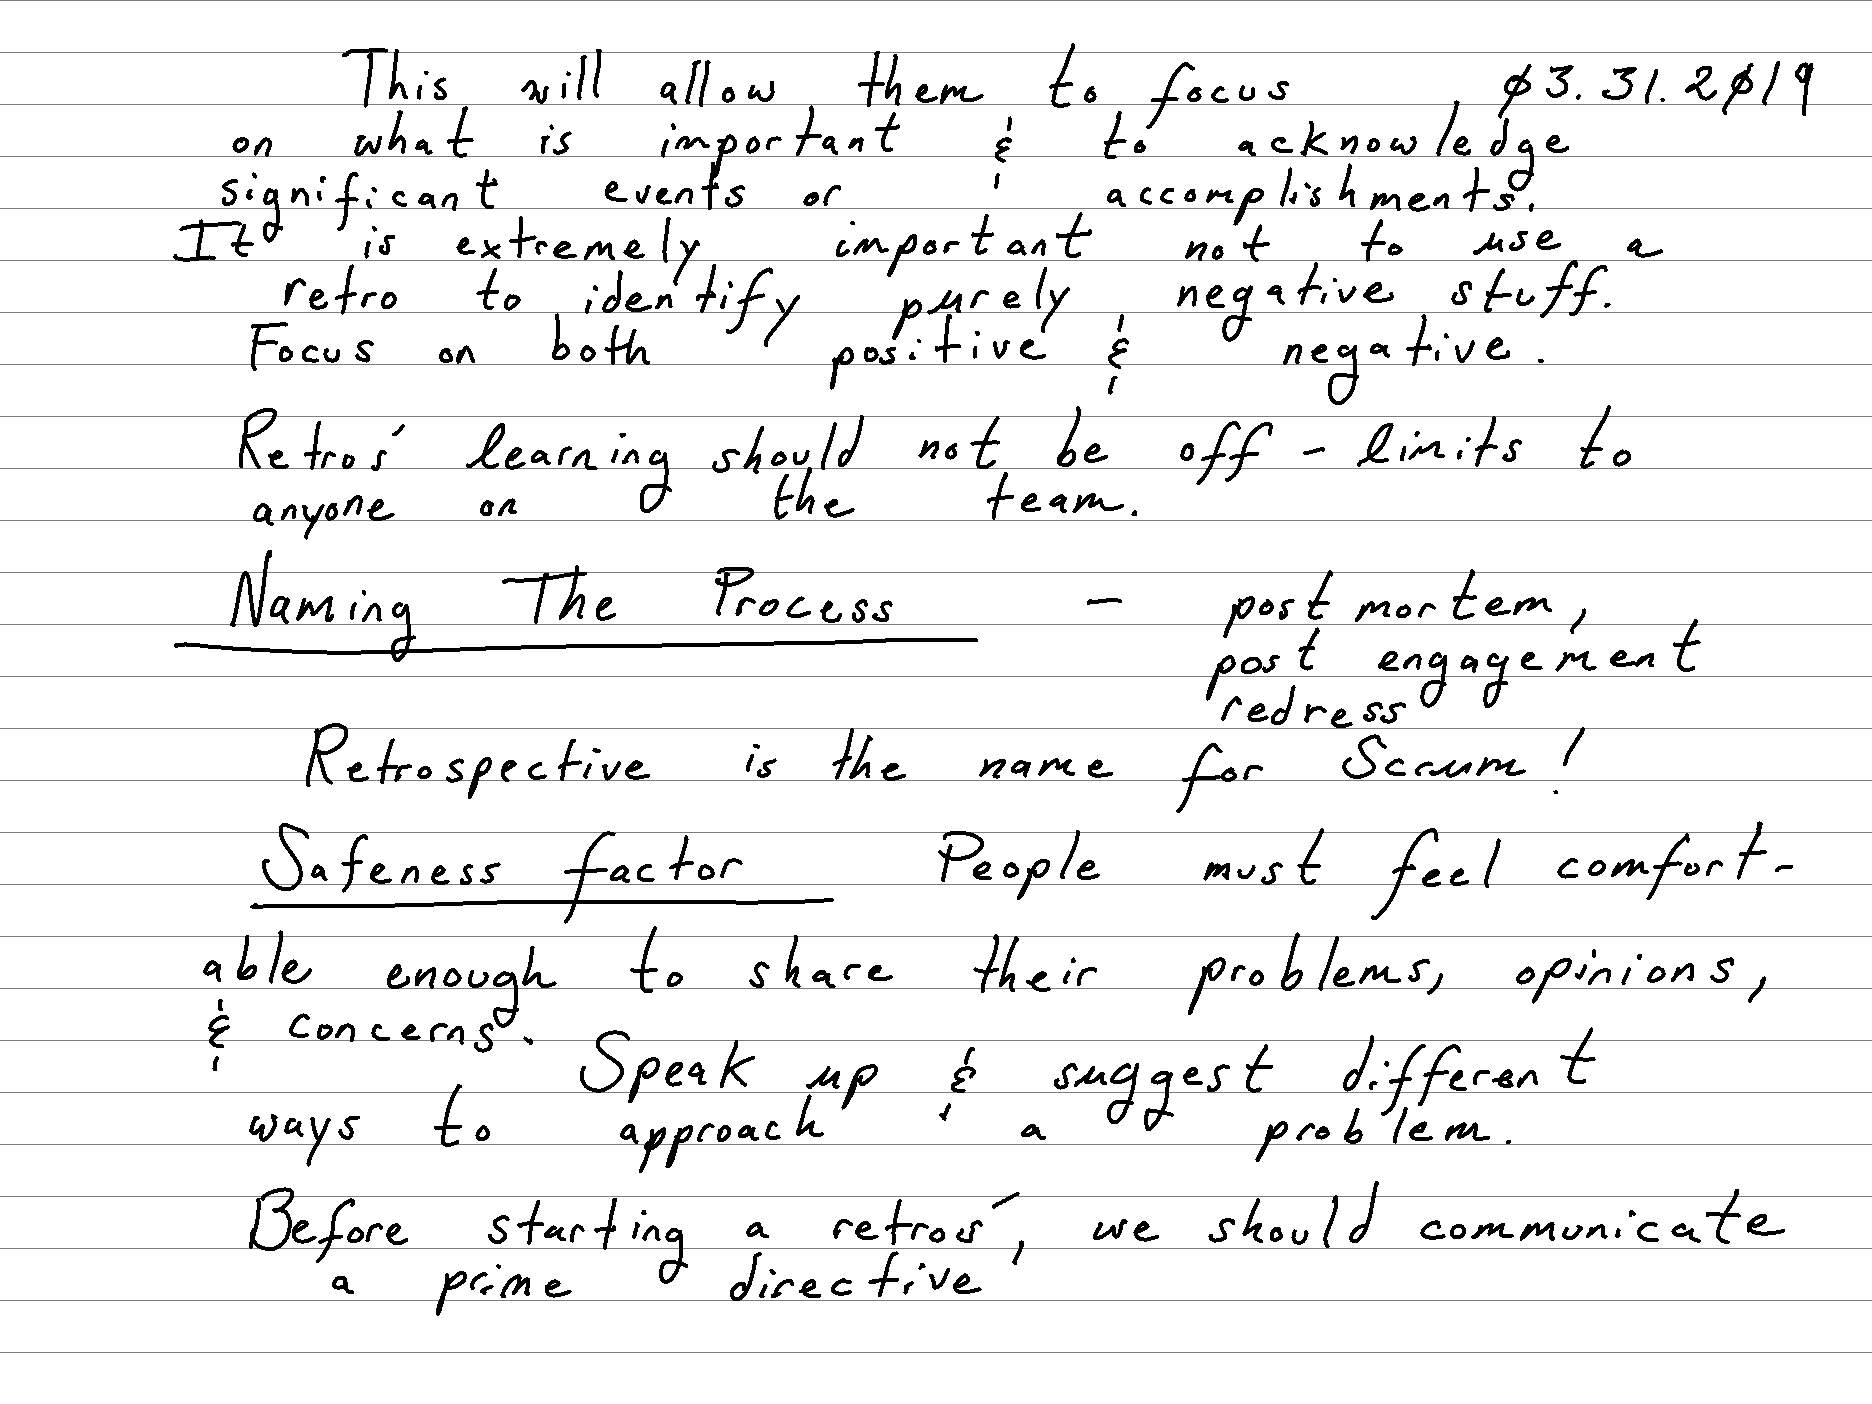 This will allow them to focus ø3.31.2ø19
on what is important & to acknowledge
significant events or accomplishments.
It is extremely important not to use a
retro to identify purely negative stuff.
Focus on both positive & negative.
Retros' learning should not be off-limits to
anyone on the team.
Naming The Process - post mortem,
post engagement
redress
Retrospective is the name for Scrum!
Safeness factor People must feel comfort-
able enough to share their problems, opinions,
& concerns.
Speak up & suggest different
ways to approach a problem.
Before starting a retros', we should communicate
a prime directive